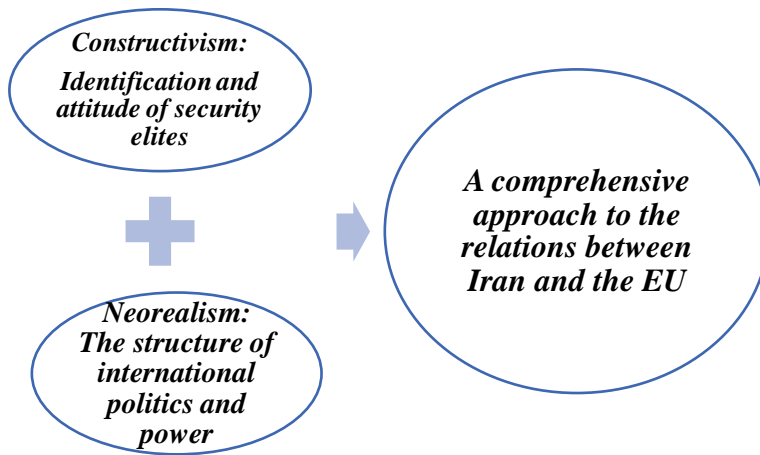 Constructivism:
Identification and
attitude of security
elites
Neorealism:
The structure of
international
politics and
power
A comprehensive
approach to the
relations between
Iran and the EU